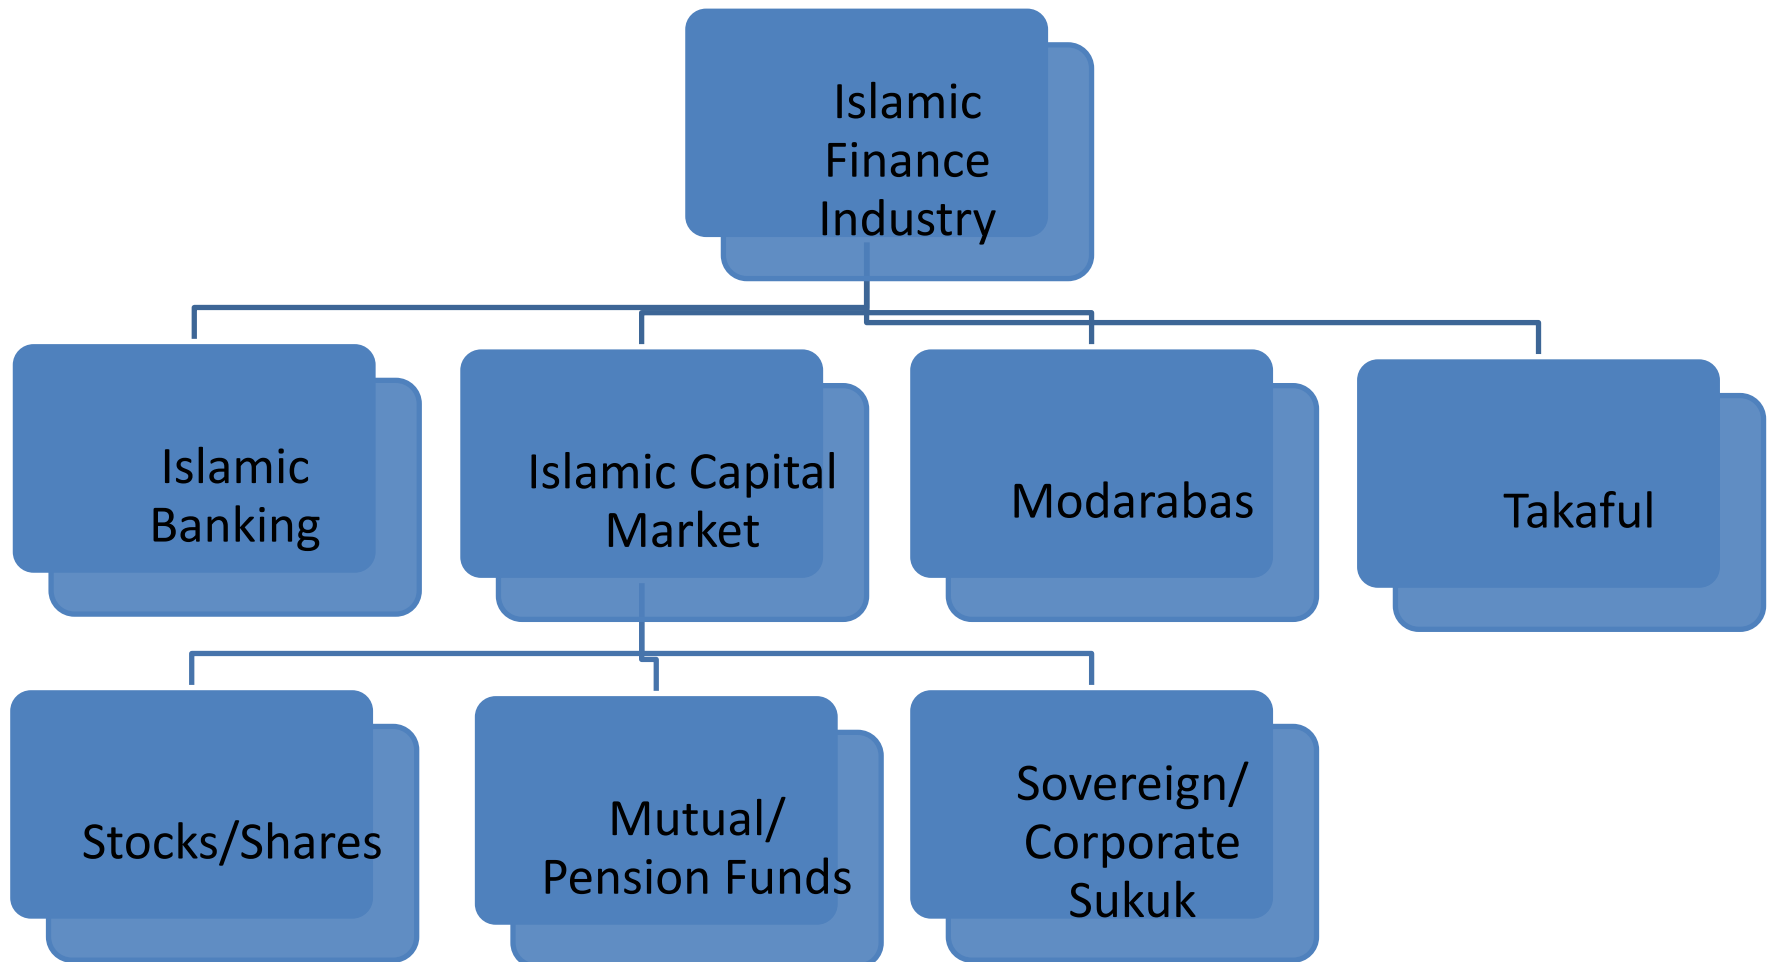 Islamic
Finance
Industry
Islamic
Banking
Islamic Capital
Market
Modarabas
Takaful
Stocks/Shares
Mutual/
Pension Funds
Sovereign/
Corporate
Sukuk